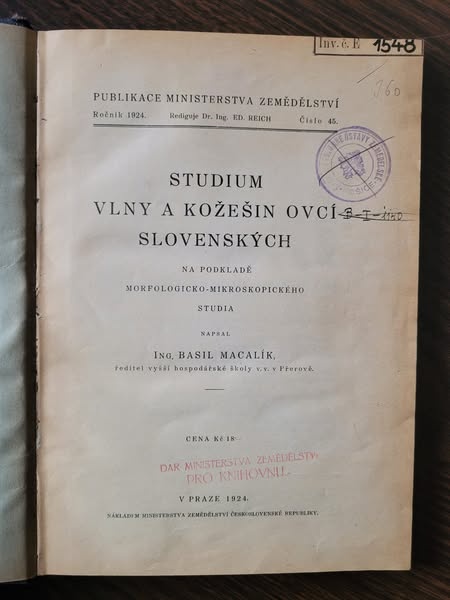 Inv. č. E 1548
360
PUBLIKACE MINISTERSTVA ZEMĚDĚLSTVÍ
Ročník 1924. Rediguje Dr. Ing. ED. REICH Číslo 45.
STUDIUM
VLNY A KOŽEŠIN OVCÍ B-I-1150
SLOVENSKÝCH
NA PODKLADĚ
MORFOLOGICKO-MIKROSKOPICKÉHO
STUDIA
NAPSAL
ING. BASIL MACALÍK,
ředitel vyšší hospodářské školy v. v. v Přerově.
CENA Kč 18·–
DAR MINISTERSTVA ZEMĚDĚLSTV
PRO KNIHOVNU.
V PRAZE 1924.
NÁKLADEM MINISTERSTVA ZEMĚDĚLSTVÍ ČESKOSLOVENSKÉ REPUBLIKY.